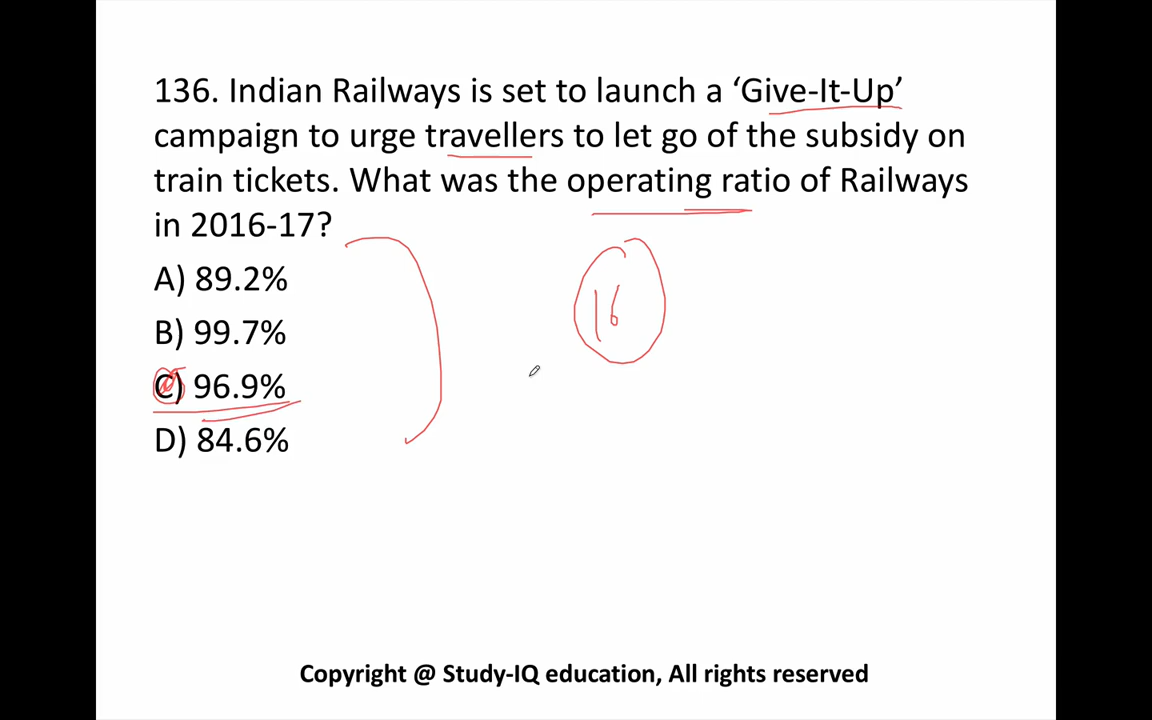 136. Indian Railways is set to launch a ‘Give-It-Up’
campaign to urge travellers to let go of the subsidy on
train tickets. What was the operating ratio of Railways
in 2016-17?
A) 89.2%
16
B) 99.7%
C) 96.9%
D) 84.6%
Copyright @ Study-IQ education, All rights reserved